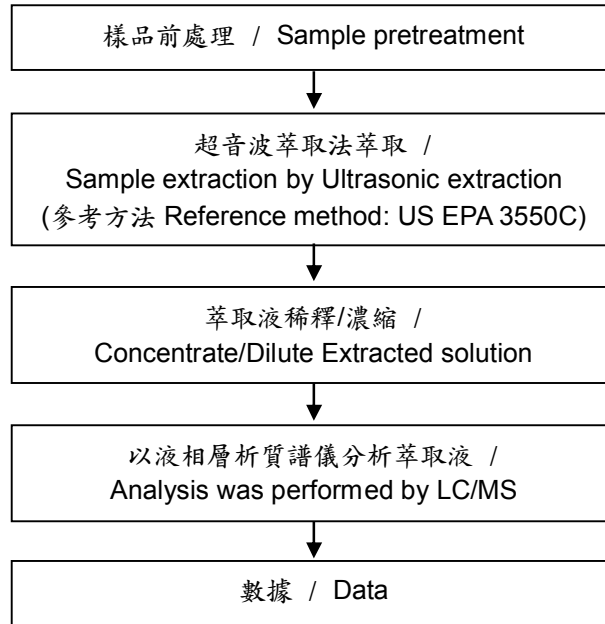 樣品前處理 / Sample pretreatment
超音波萃取法萃取 /
Sample extraction by Ultrasonic extraction
(參考方法 Reference method: US EPA 3550C)
萃取液稀釋/濃縮 /
Concentrate/Dilute Extracted solution
以液相層析質譜儀分析萃取液 /
Analysis was performed by LC/MS
數據 / Data